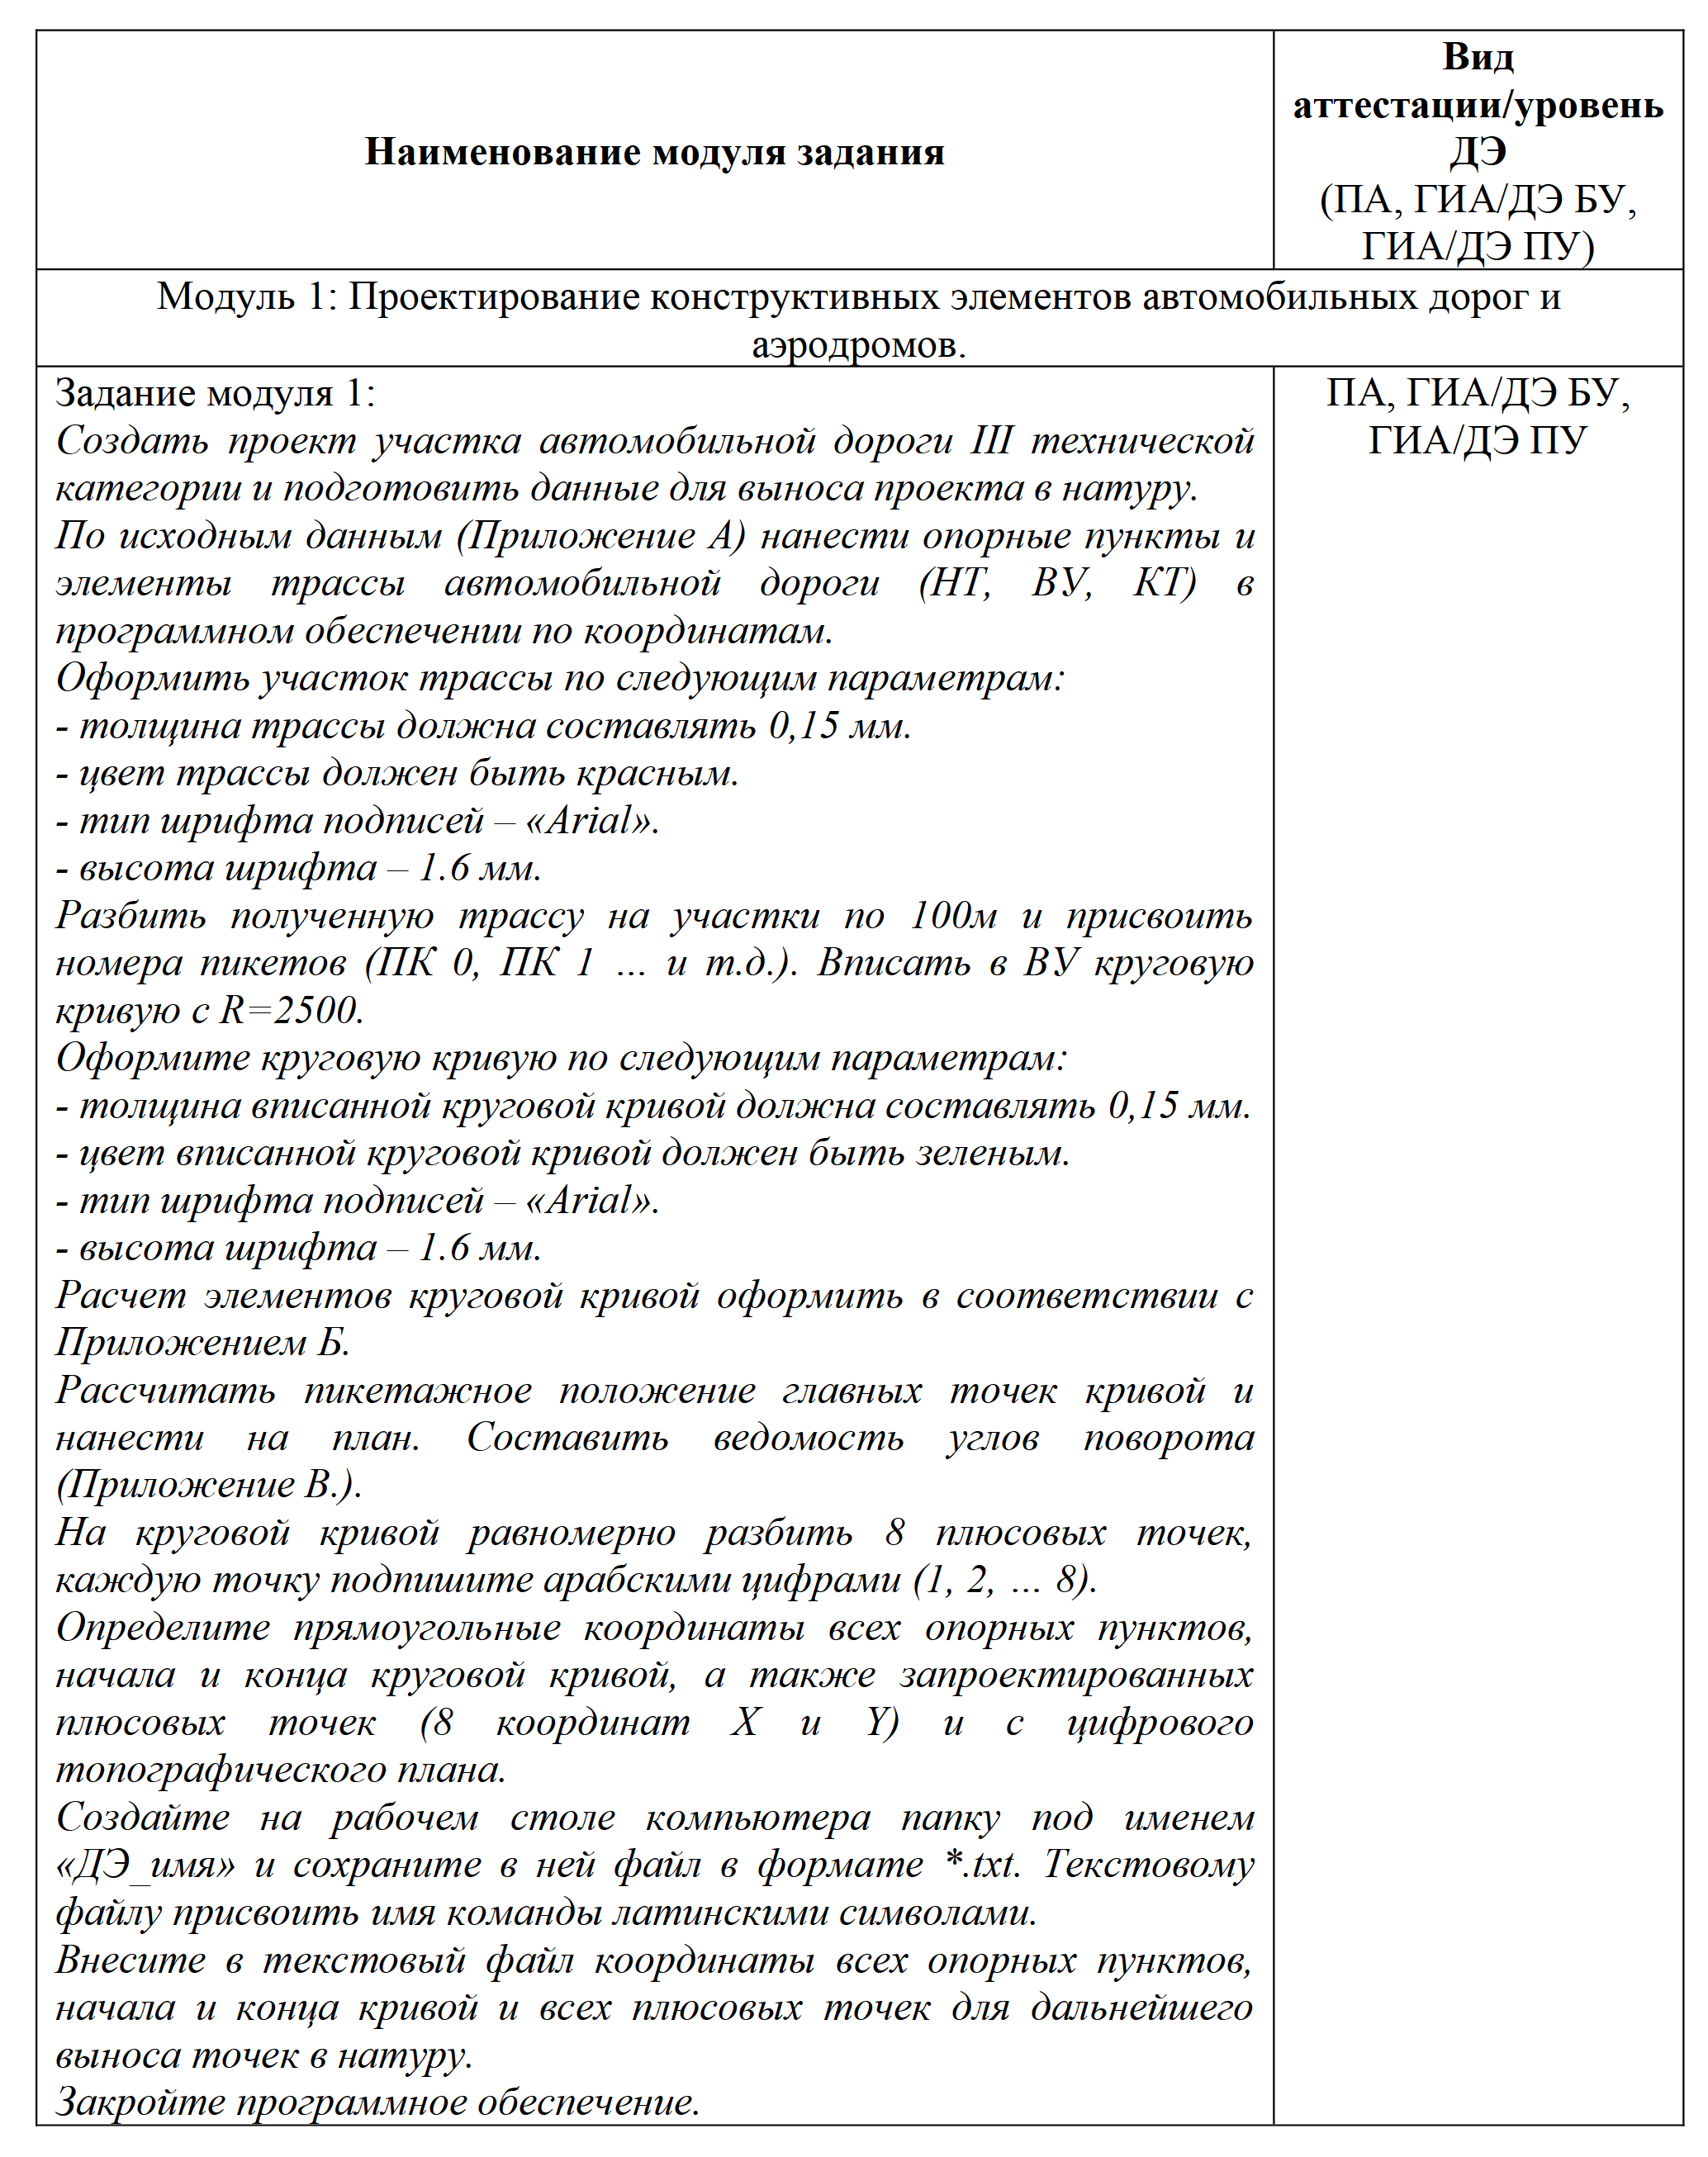 Наименование модуля задания
Вид
аттестации/уровень
ДЭ
(ПА, ГИА/ДЭ БУ,
ГИА/ДЭ ПУ)
Модуль 1: Проектирование конструктивных элементов автомобильных дорог и
аэродромов.
Задание модуля 1:
Создать проект участка автомобильной дороги III технической
категории и подготовить данные для выноса проекта в натуру.
По исходным данным (Приложение А) нанести опорные пункты и
элементы трассы автомобильной дороги (НТ, ВУ, КТ) в
программном обеспечении по координатам.
Оформить участок трассы по следующим параметрам:
- толщина трассы должна составлять 0,15 мм.
- цвет трассы должен быть красным.
- тип шрифта подписей – «Arial».
- высота шрифта – 1.6 мм.
Разбить полученную трассу на участки по 100м и присвоить
номера пикетов (ПК 0, ПК 1 … и т.д.). Вписать в ВУ круговую
кривую с R=2500.
Оформите круговую кривую по следующим параметрам:
- толщина вписанной круговой кривой должна составлять 0,15 мм.
- цвет вписанной круговой кривой должен быть зеленым.
- тип шрифта подписей – «Arial».
- высота шрифта – 1.6 мм.
Расчет элементов круговой кривой оформить в соответствии с
Приложением Б.
Рассчитать пикетажное положение главных точек кривой и
нанести на план. Составить ведомость углов поворота
(Приложение В.).
На круговой кривой равномерно разбить 8 плюсовых точек,
каждую точку подпишите арабскими цифрами (1, 2, … 8).
Определите прямоугольные координаты всех опорных пунктов,
начала и конца круговой кривой, а также запроектированных
плюсовых точек (8 координат X и Y) и с цифрового
топографического плана.
Создайте на рабочем столе компьютера папку под именем
«ДЭ_имя» и сохраните в ней файл в формате *.txt. Текстовому
файлу присвоить имя команды латинскими символами.
Внесите в текстовый файл координаты всех опорных пунктов,
начала и конца кривой и всех плюсовых точек для дальнейшего
выноса точек в натуру.
Закройте программное обеспечение.
ПА, ГИА/ДЭ БУ,
ГИА/ДЭ ПУ